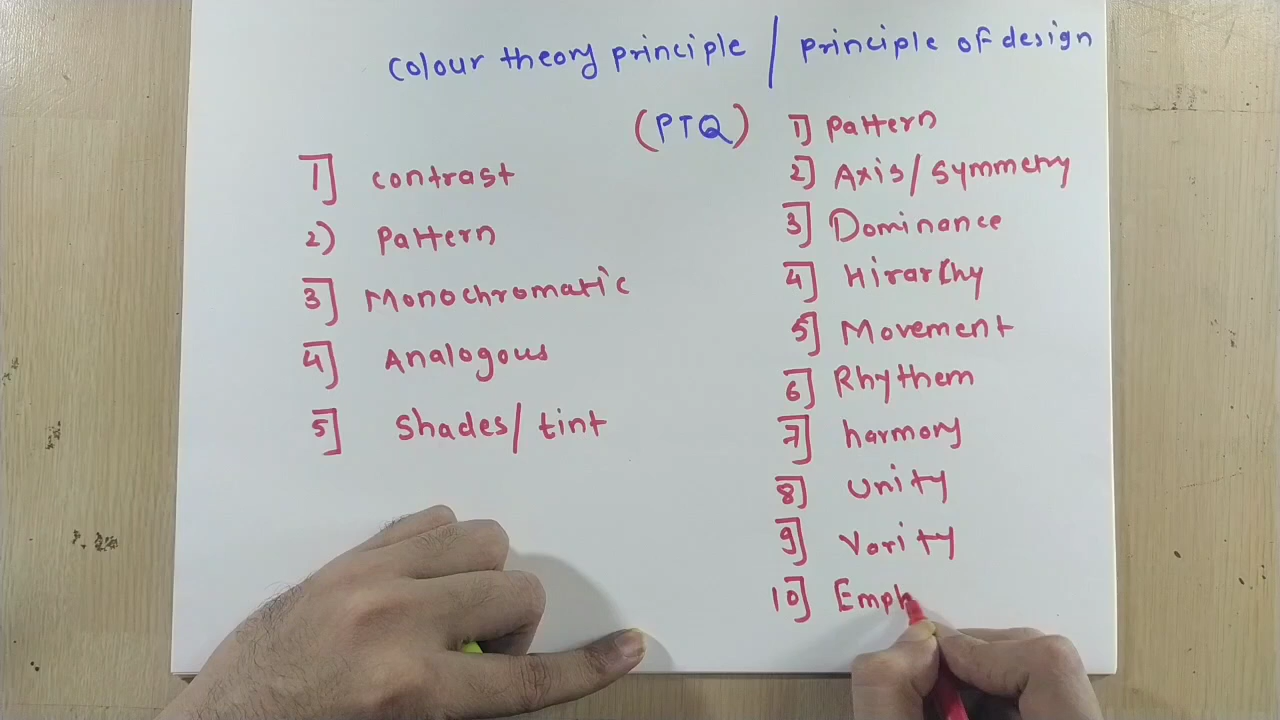 colour theory principle / principle of design
(PTQ)
1] contrast
2) Pattern
3] Monochromatic
4] Analogous
5] Shades/tint
1] Pattern
2] Axis/symmetry
3] Dominance
4] Hirarchy
5] Movement
6] Rhythem
7] harmony
8] Unity
9] Varity
10] Emph